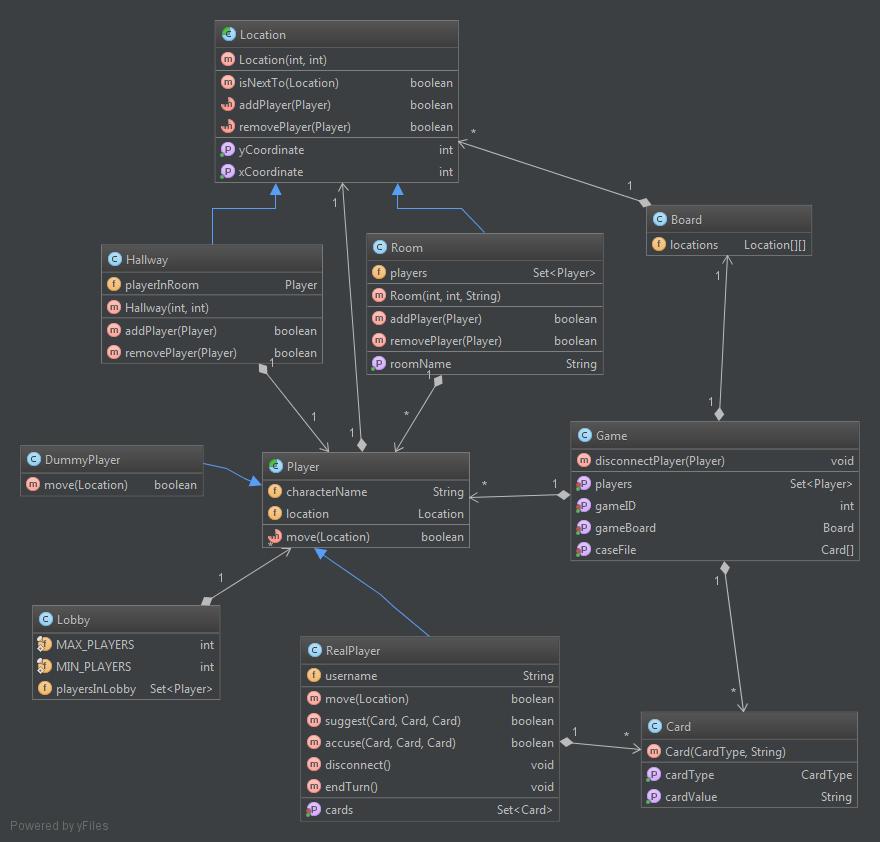 Location
Location(int, int)
isNextTo(Location) boolean
addPlayer(Player) boolean
removePlayer(Player) boolean
yCoordinate int
xCoordinate int
*
1
1
Board
locations Location[][]
1
Hallway
playerInRoom Player
Hallway(int, int)
addPlayer(Player) boolean
removePlayer(Player) boolean
1
1
Room
players Set<Player>
Room(int, int, String)
addPlayer(Player) boolean
removePlayer(Player) boolean
roomName String
1
*
1
1
Game
disconnectPlayer(Player) void
players Set<Player>
gameID int
gameBoard Board
caseFile Card[]
DummyPlayer
move(Location) boolean
Player
characterName String
location Location
move(Location) boolean
*
1
*
1
1
*
Lobby
MAX_PLAYERS int
MIN_PLAYERS int
playersInLobby Set<Player>
RealPlayer
username String
move(Location) boolean
suggest(Card, Card, Card) boolean
accuse(Card, Card, Card) boolean
disconnect() void
endTurn() void
cards Set<Card>
1
*
Card
Card(CardType, String)
cardType CardType
cardValue String
Powered by yFiles